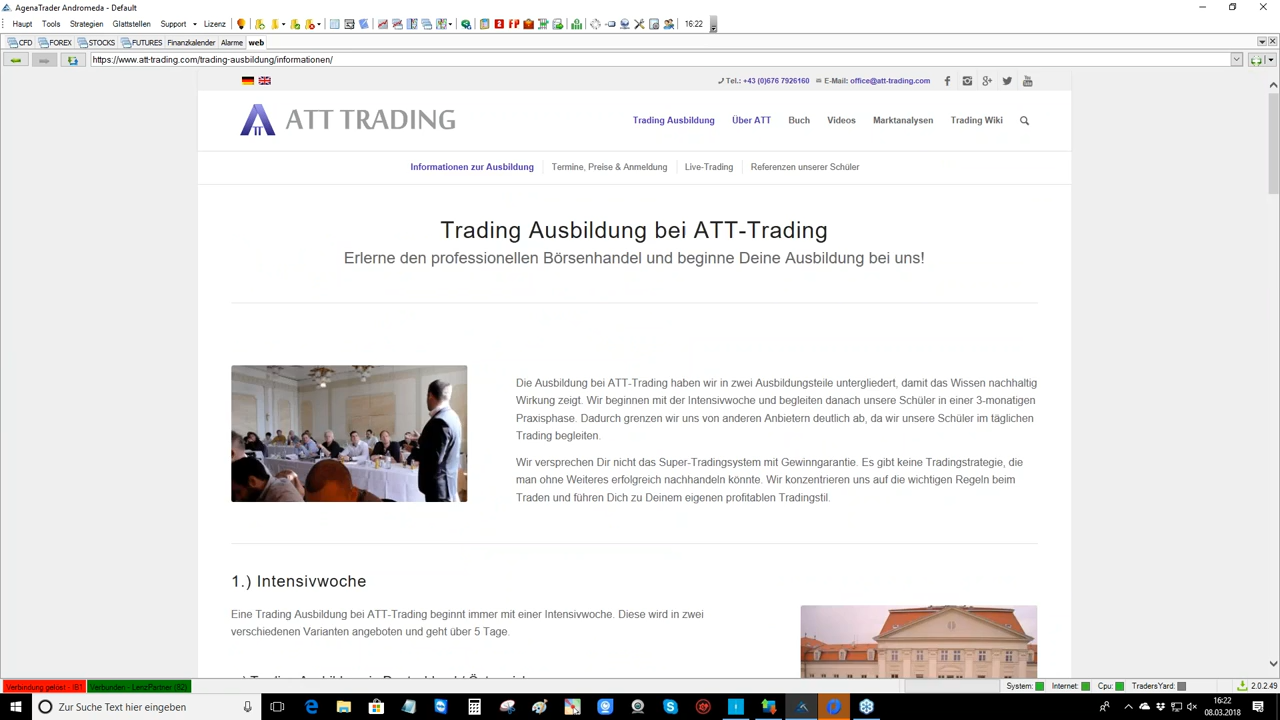 AgenaTrader Andromeda - Default
Haupt Tools Strategien Glattstellen Support Lizenz 16:22
CFD FOREX STOCKS FUTURES Finanzkalender Alarme web
https://www.att-trading.com/trading-ausbildung/informationen/
Tel.: +43 (0)676 7926160 E-Mail: office@att-trading.com
ATT TRADING
Trading Ausbildung Über ATT Buch Videos Marktanalysen Trading Wiki
Informationen zur Ausbildung Termine, Preise & Anmeldung Live-Trading Referenzen unserer Schüler
Trading Ausbildung bei ATT-Trading
Erlerne den professionellen Börsenhandel und beginne Deine Ausbildung bei uns!
Die Ausbildung bei ATT-Trading haben wir in zwei Ausbildungsteile untergliedert, damit das Wissen nachhaltig
Wirkung zeigt. Wir beginnen mit der Intensivwoche und begleiten danach unsere Schüler in einer 3-monatigen
Praxisphase. Dadurch grenzen wir uns von anderen Anbietern deutlich ab, da wir unsere Schüler im täglichen
Trading begleiten.
Wir versprechen Dir nicht das Super-Tradingsystem mit Gewinngarantie. Es gibt keine Tradingstrategie, die
man ohne Weiteres erfolgreich nachhandeln könnte. Wir konzentrieren uns auf die wichtigen Regeln beim
Traden und führen Dich zu Deinem eigenen profitablen Tradingstil.
1.) Intensivwoche
Eine Trading Ausbildung bei ATT-Trading beginnt immer mit einer Intensivwoche. Diese wird in zwei
verschiedenen Varianten angeboten und geht über 5 Tage.
Verbindung gelöst - IB1 Verbunden - LenzPartner (82) System: Internet: Cpu: TradersYard: 2.0.2.49
Zur Suche hier eingeben
16:22
08.03.2018